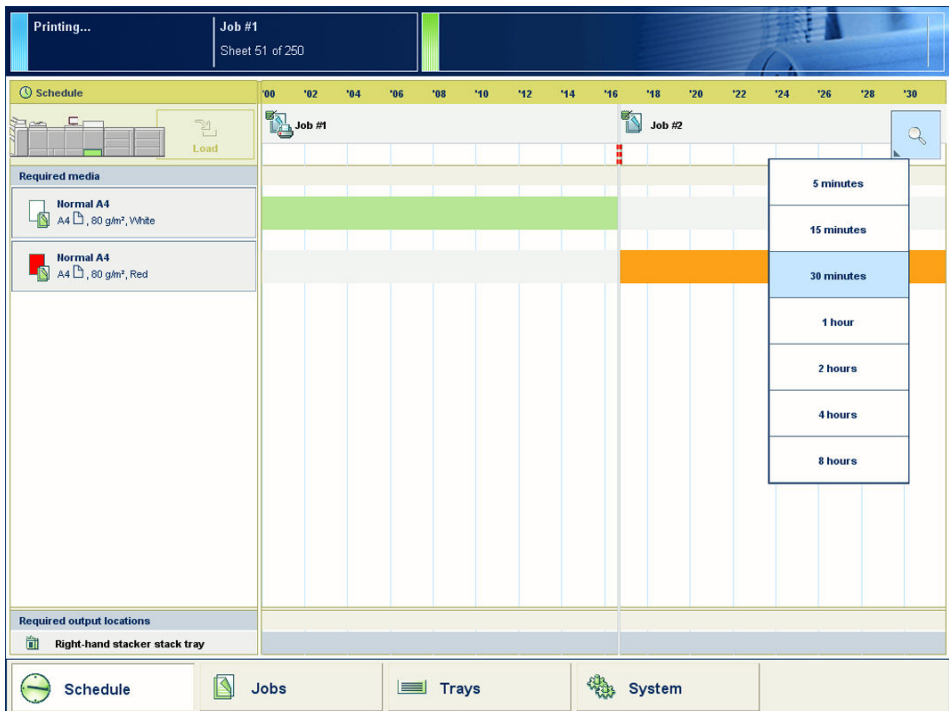 Printing...
Job #1
Sheet 51 of 250
Schedule
'00 '02 '04 '06 '08 '10 '12 '14 '16 '18 '20 '22 '24 '26 '28 '30
Load
Job #1
Job #2
Required media
Normal A4
A4 , 80 g/m², White
Normal A4
A4 , 80 g/m², Red
5 minutes
15 minutes
30 minutes
1 hour
2 hours
4 hours
8 hours
Required output locations
Right-hand stacker stack tray
Schedule
Jobs
Trays
System